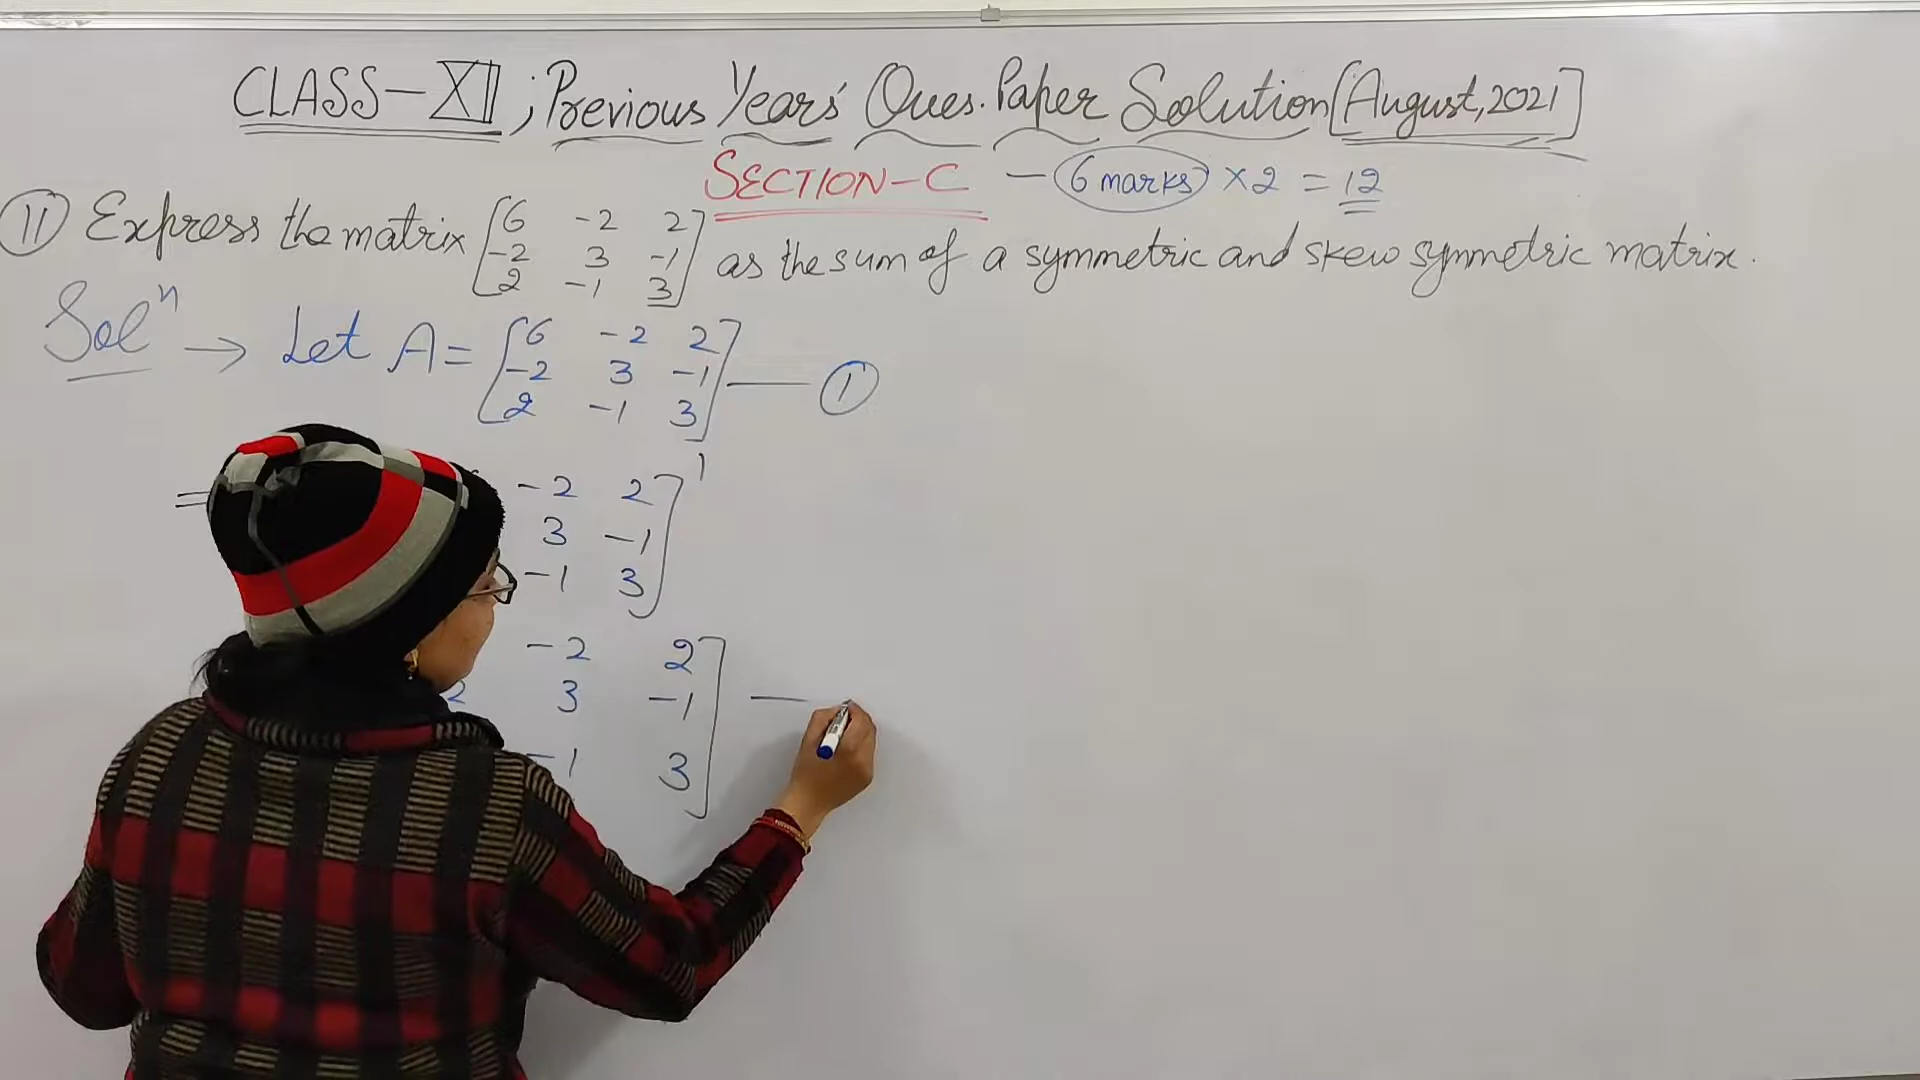 CLASS-XII; Previous Years' Ques. Paper Solution [August, 2021]
SECTION-C — 6 marks × 2 = 12
11 Express the matrix [6 -2 2
-2 3 -1
2 -1 3] as the sum of a symmetric and skew symmetric matrix.
Solⁿ → Let A = [6 -2 2
-2 3 -1
2 -1 3] — 1
= -2 2]'
3 -1
-1 3]
-2 2]
2 3 -1 —
-1 3]